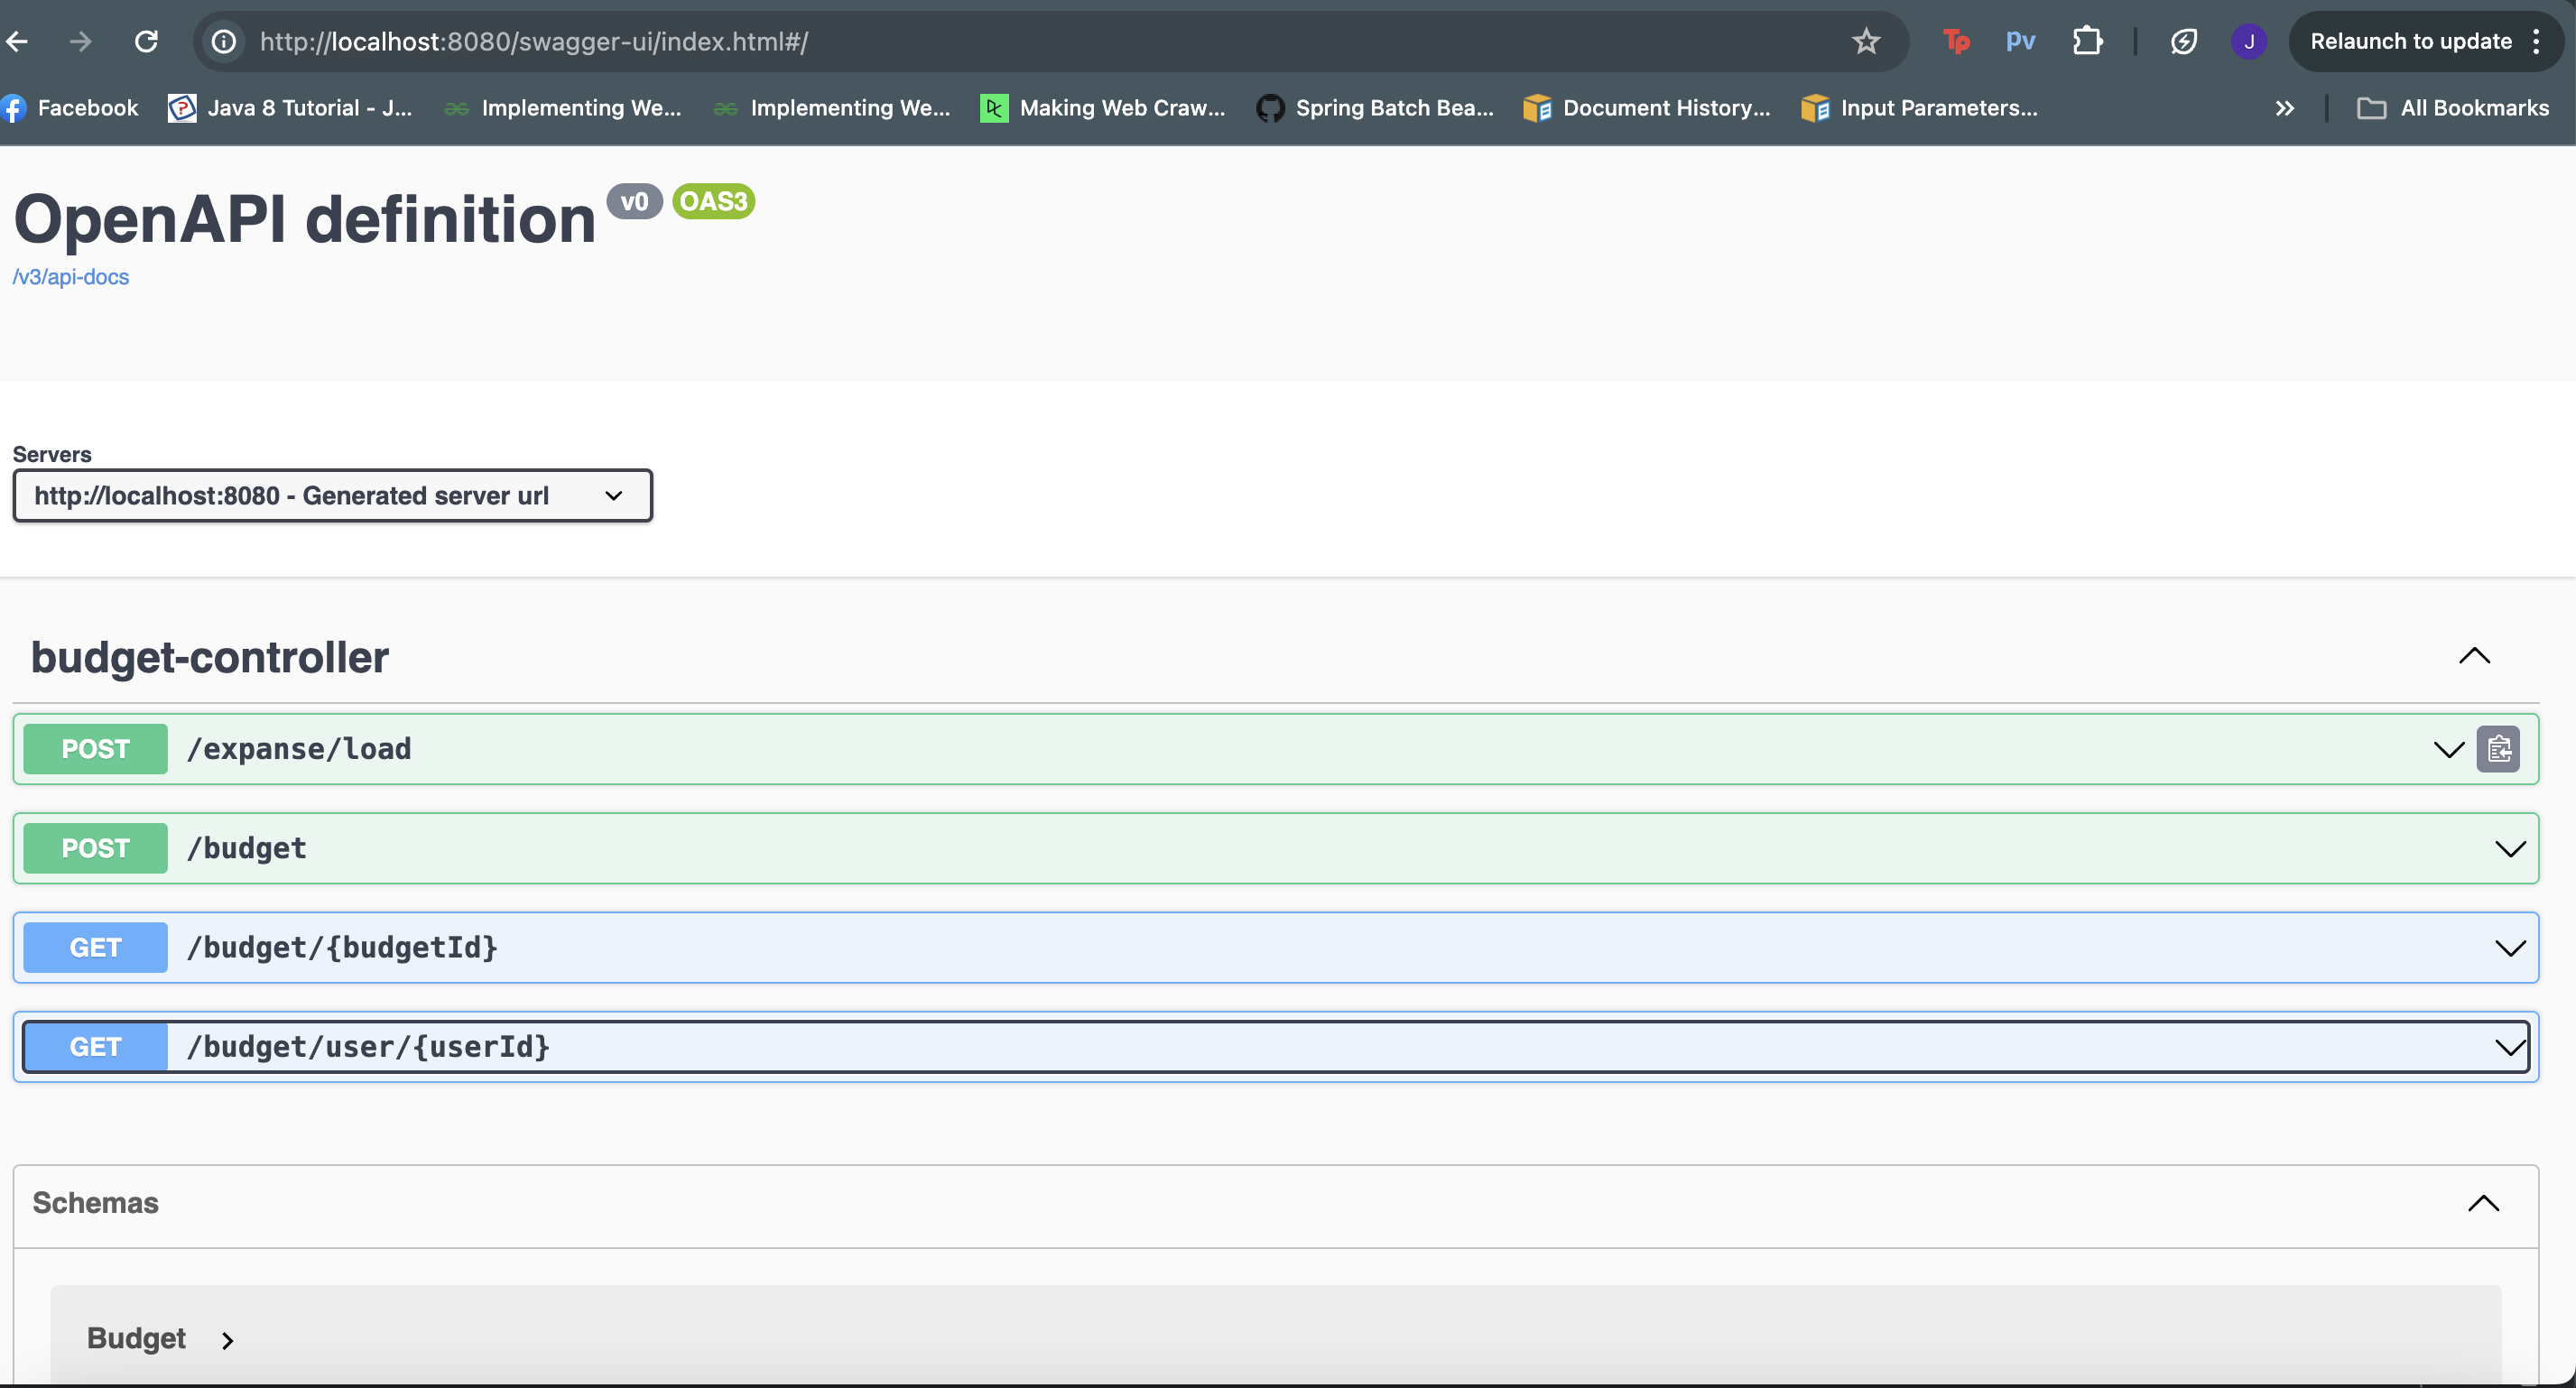 http://localhost:8080/swagger-ui/index.html#/
Tp
pv
J
Relaunch to update
Facebook
Java 8 Tutorial - J...
Implementing We...
Implementing We...
Making Web Craw...
Spring Batch Bea...
Document History...
Input Parameters...
All Bookmarks
OpenAPI definition v0 OAS3
/v3/api-docs
Servers
http://localhost:8080 - Generated server url
budget-controller
POST /expanse/load
POST /budget
GET /budget/{budgetId}
GET /budget/user/{userId}
Schemas
Budget